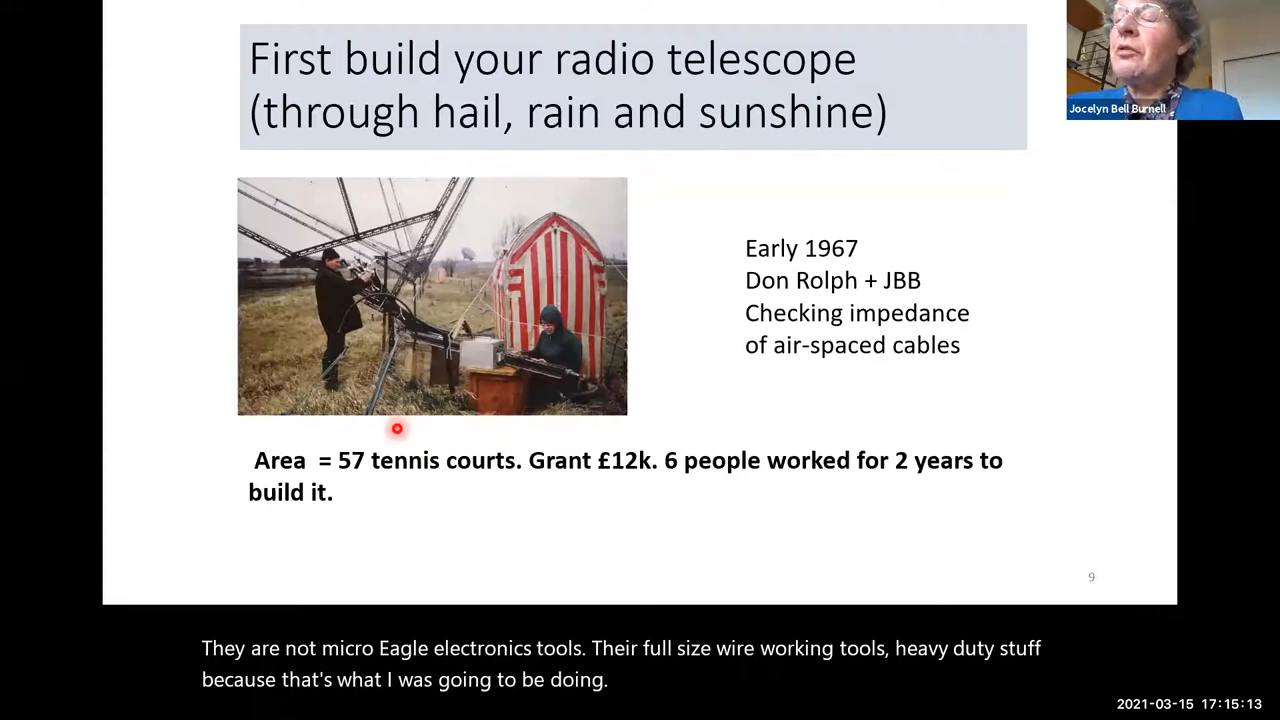 First build your radio telescope
(through hail, rain and sunshine)
Jocelyn Bell Burnell
Early 1967
Don Rolph + JBB
Checking impedance
of air-spaced cables
Area = 57 tennis courts. Grant £12k. 6 people worked for 2 years to
build it.
9
They are not micro Eagle electronics tools. Their full size wire working tools, heavy duty stuff
because that's what I was going to be doing.
2021-03-15 17:15:13